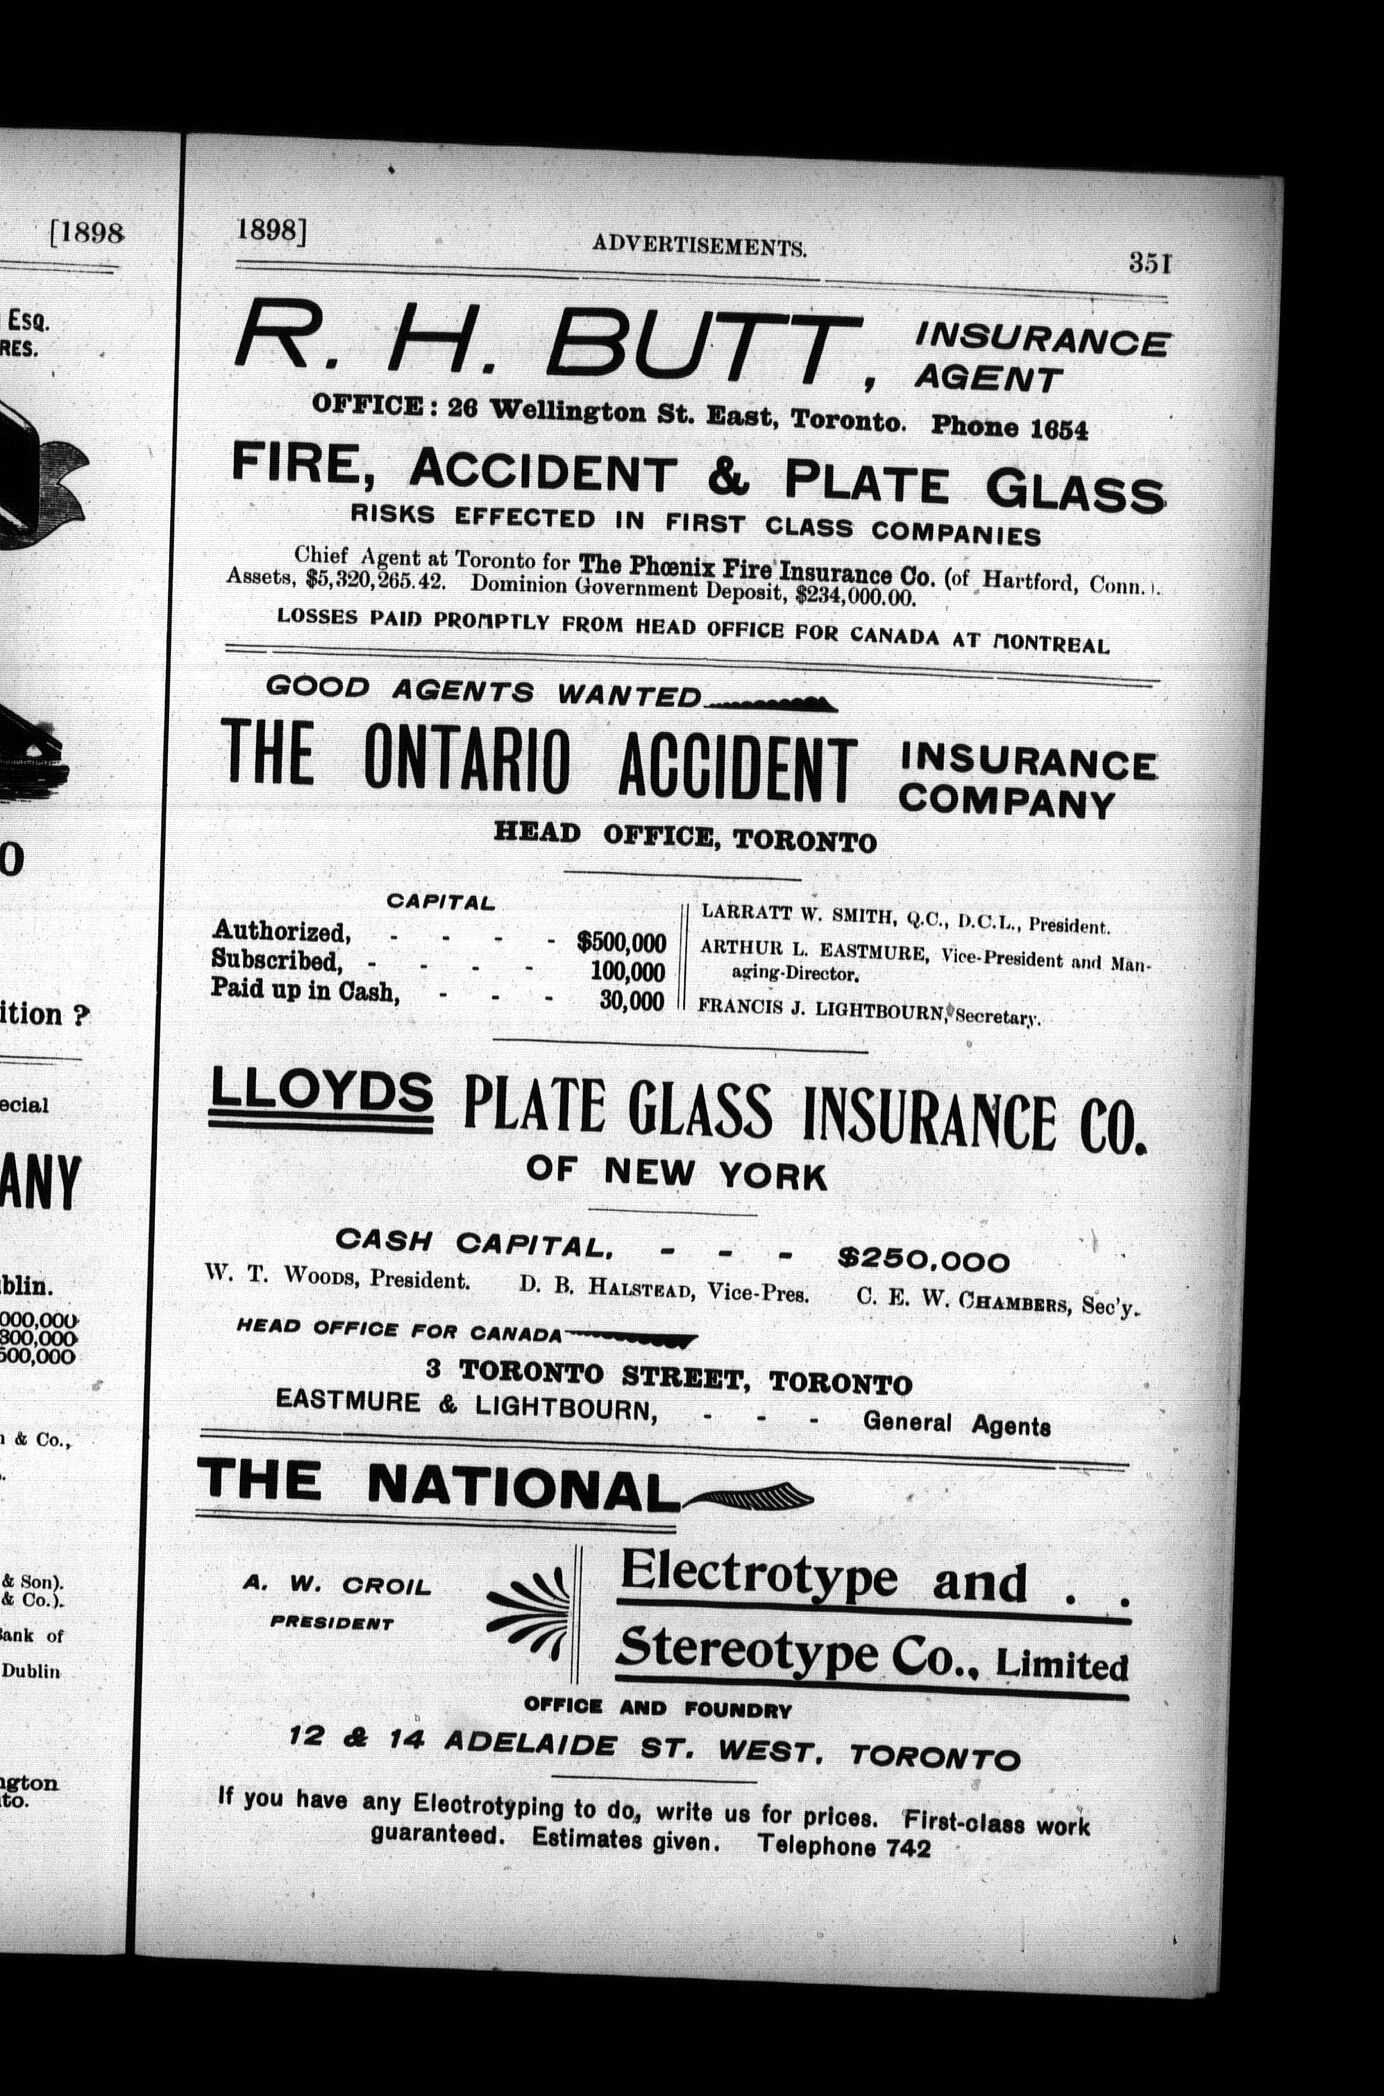 [1898
Esq.
RES.
O
ition ?
ecial
ANY
blin.
000,000
300,000
500,000
& Co.,
& Son).
& Co.).
Bank of
Dublin
ngton
to.
1898]
ADVERTISEMENTS.
351
R. H. BUTT, INSURANCE
AGENT
OFFICE: 26 Wellington St. East, Toronto. Phone 1654
FIRE, ACCIDENT & PLATE GLASS
RISKS EFFECTED IN FIRST CLASS COMPANIES
Chief Agent at Toronto for The Phœnix Fire Insurance Co. (of Hartford, Conn.).
Assets, $5,320,265.42. Dominion Government Deposit, $234,000.00.
LOSSES PAID PROMPTLY FROM HEAD OFFICE FOR CANADA AT MONTREAL
GOOD AGENTS WANTED
THE ONTARIO ACCIDENT INSURANCE
COMPANY
HEAD OFFICE, TORONTO
CAPITAL
Authorized, - - - - $500,000
Subscribed, - - - - 100,000
Paid up in Cash, - - - 30,000
LARRATT W. SMITH, Q.C., D.C.L., President.
ARTHUR L. EASTMURE, Vice-President and Man-
aging-Director.
FRANCIS J. LIGHTBOURN, Secretary.
LLOYDS PLATE GLASS INSURANCE CO.
OF NEW YORK
CASH CAPITAL, - - - $250,000
W. T. WOODS, President. D. B. HALSTEAD, Vice-Pres. C. E. W. CHAMBERS, Sec'y.
HEAD OFFICE FOR CANADA
3 TORONTO STREET, TORONTO
EASTMURE & LIGHTBOURN, - - - General Agents
THE NATIONAL
A. W. CROIL
PRESIDENT
Electrotype and . .
Stereotype Co., Limited
OFFICE AND FOUNDRY
12 & 14 ADELAIDE ST. WEST, TORONTO
If you have any Electrotyping to do, write us for prices. First-class work
guaranteed. Estimates given. Telephone 742